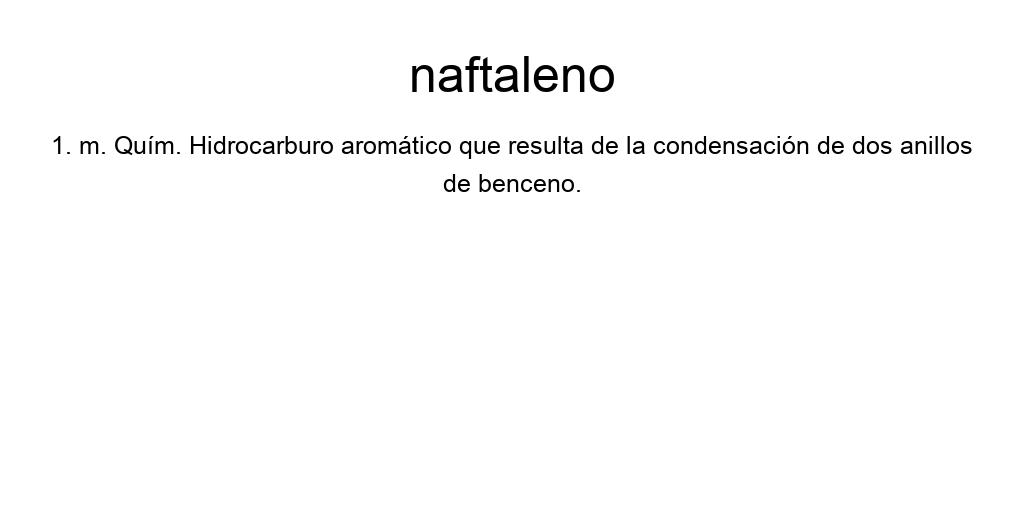 naftaleno
1. m. Quím. Hidrocarburo aromático que resulta de la condensación de dos anillos
de benceno.